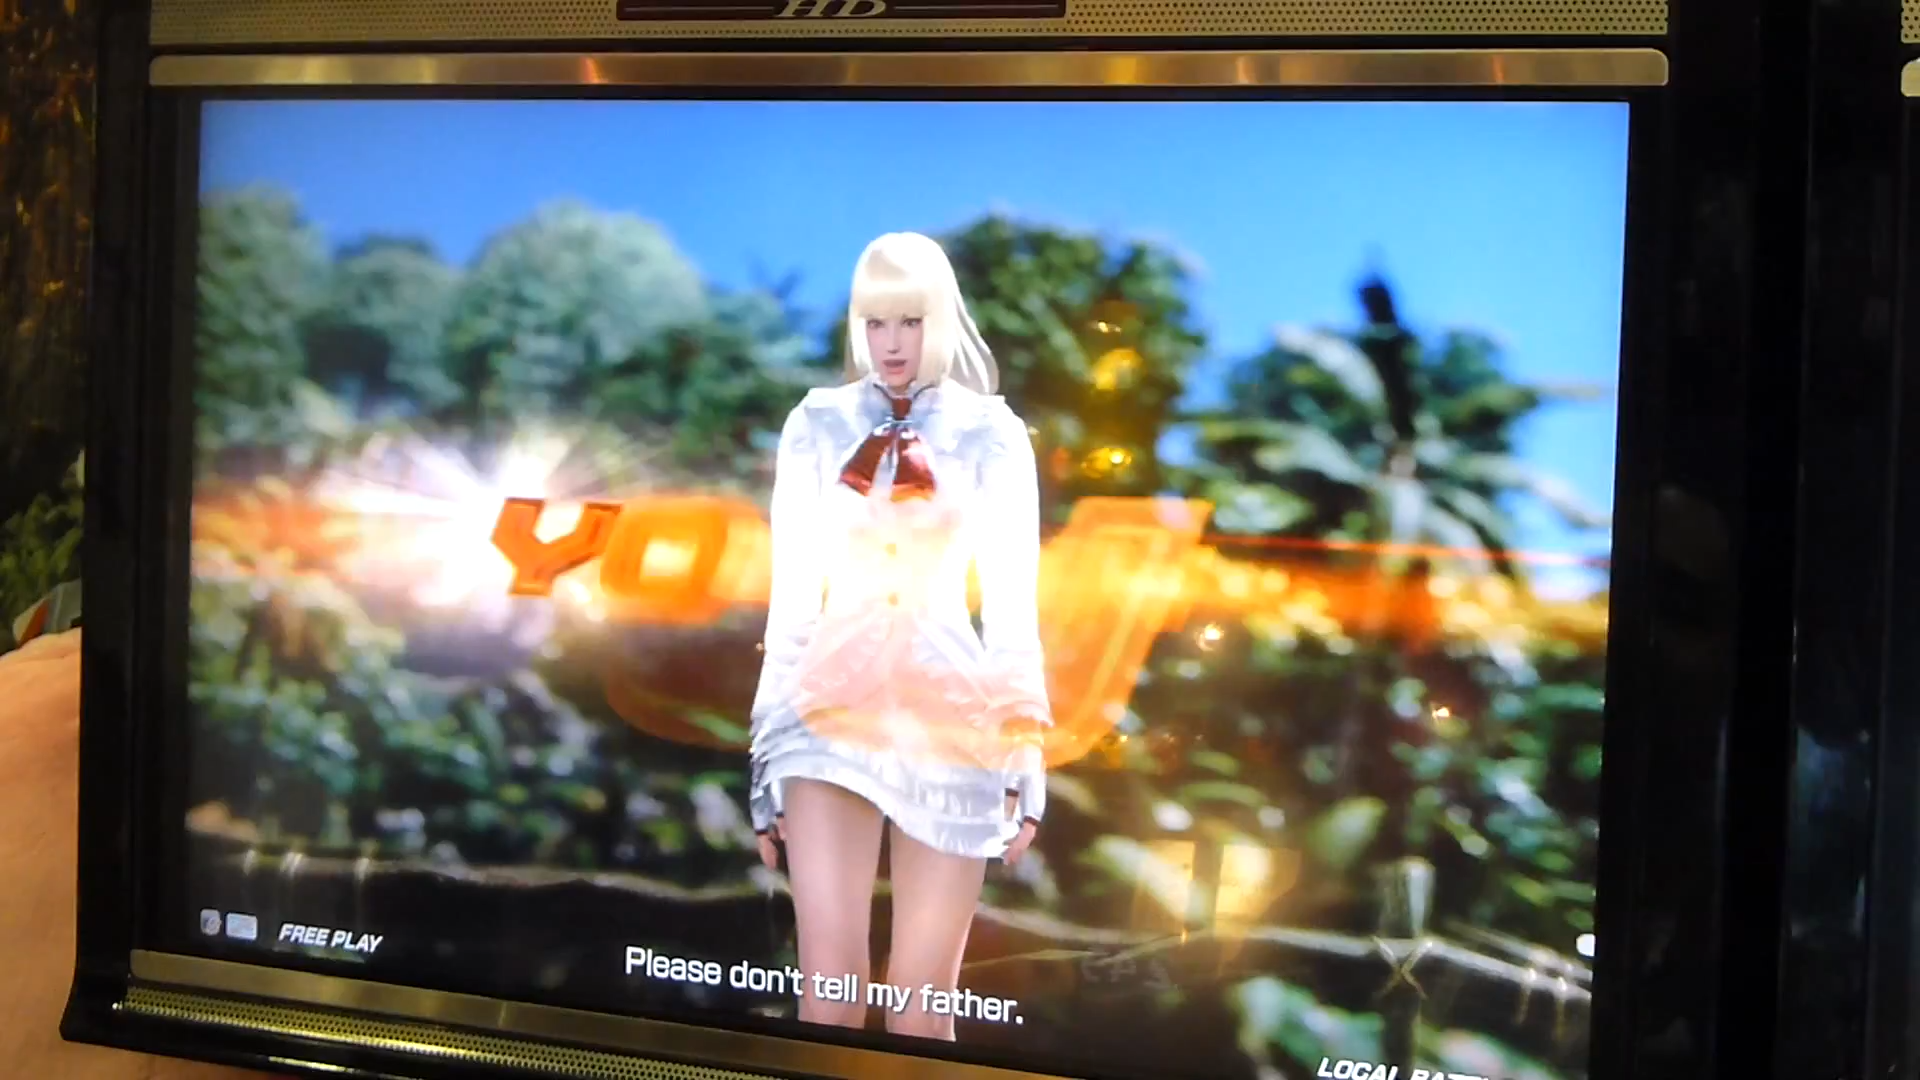 HD
YO
FREE PLAY
Please don't tell my father.
LOCAL